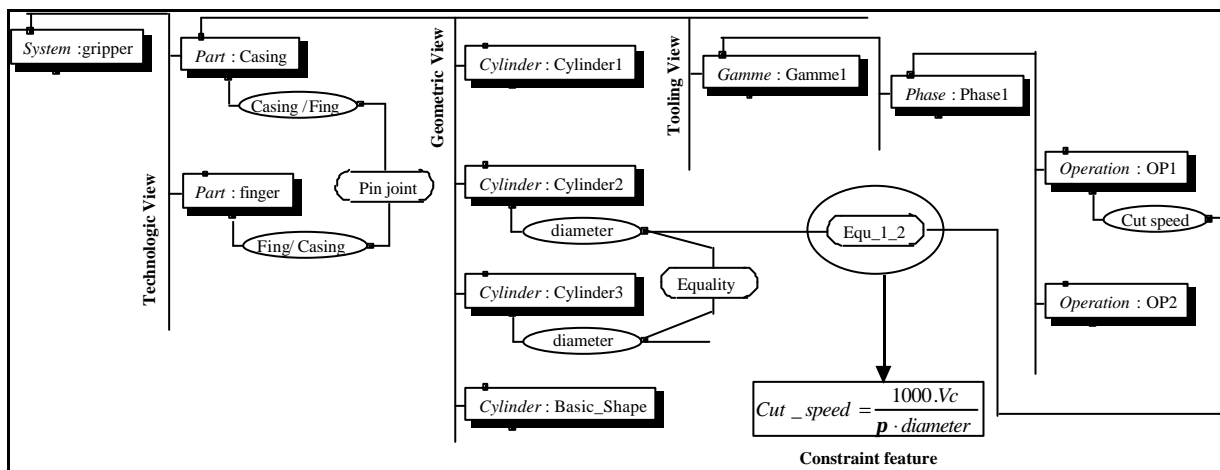 System :gripper
Technologic View
Part : Casing
Casing /Fing
Pin joint
Part : finger
Fing/ Casing
Geometric View
Cylinder : Cylinder1
Cylinder : Cylinder2
diameter
Equality
Cylinder : Cylinder3
diameter
Cylinder : Basic_Shape
Tooling View
Gamme : Gamme1
Phase : Phase1
Operation : OP1
Cut speed
Operation : OP2
Equ_1_2
Cut _ speed = 1000 .Vc / p · diameter
Constraint feature